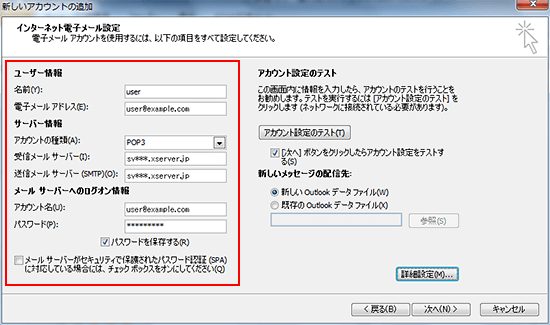 新しいアカウントの追加
インターネット電子メール設定
電子メール アカウントを使用するには、以下の項目をすべて設定してください。
ユーザー情報
名前(Y):
user
電子メール アドレス(E):
user@example.com
サーバー情報
アカウントの種類(A):
POP3
受信メール サーバー(I):
sv***.xserver.jp
送信メール サーバー (SMTP)(O):
sv***.xserver.jp
メール サーバーへのログオン情報
アカウント名(U):
user@example.com
パスワード(P):
*********
パスワードを保存する(R)
メール サーバーがセキュリティで保護されたパスワード認証 (SPA)
に対応している場合には、チェック ボックスをオンにしてください(Q)
アカウント設定のテスト
この画面内に情報を入力したら、アカウントのテストを行うことを
お勧めします。テストを実行するには [アカウント設定のテスト] を
クリックします (ネットワークに接続されている必要があります)。
アカウント設定のテスト(T)
[次へ] ボタンをクリックしたらアカウント設定をテストす
る(S)
新しいメッセージの配信先:
新しい Outlook データ ファイル(W)
既存の Outlook データ ファイル(X)
参照(S)
詳細設定(M)...
< 戻る(B)
次へ(N) >
キャンセル